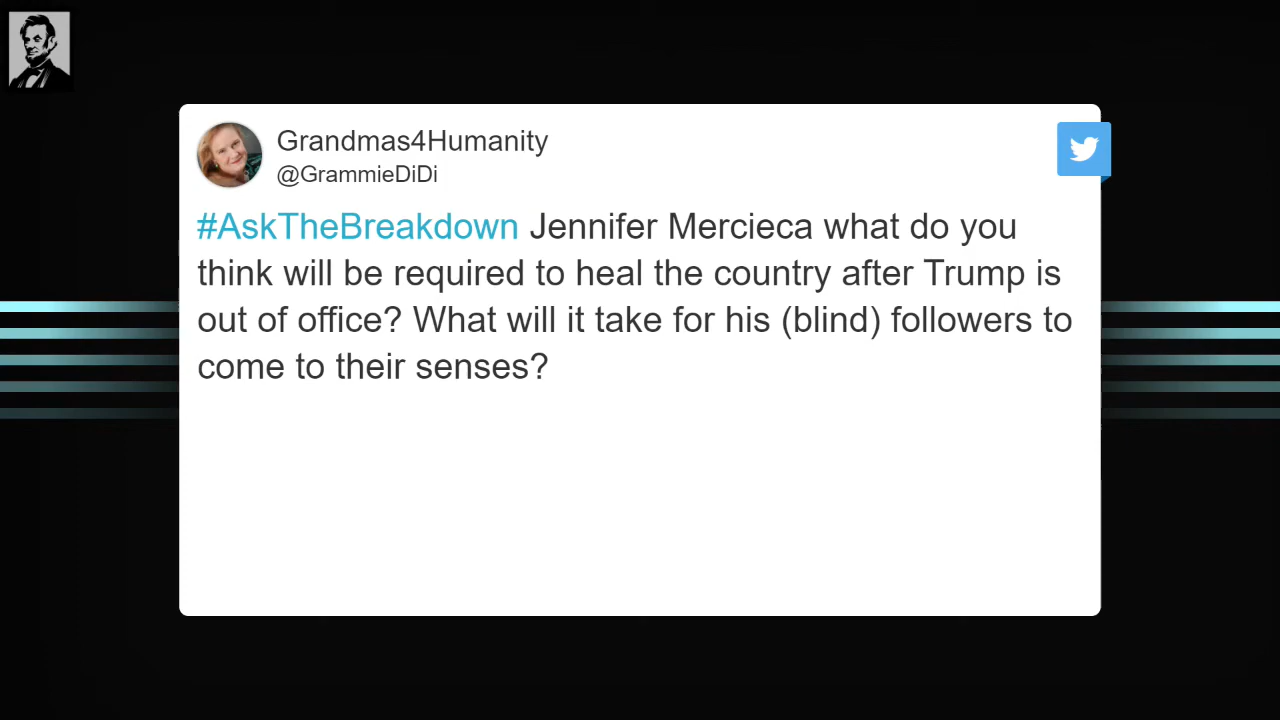 Grandmas4Humanity
@GrammieDiDi
#AskTheBreakdown Jennifer Mercieca what do you
think will be required to heal the country after Trump is
out of office? What will it take for his (blind) followers to
come to their senses?